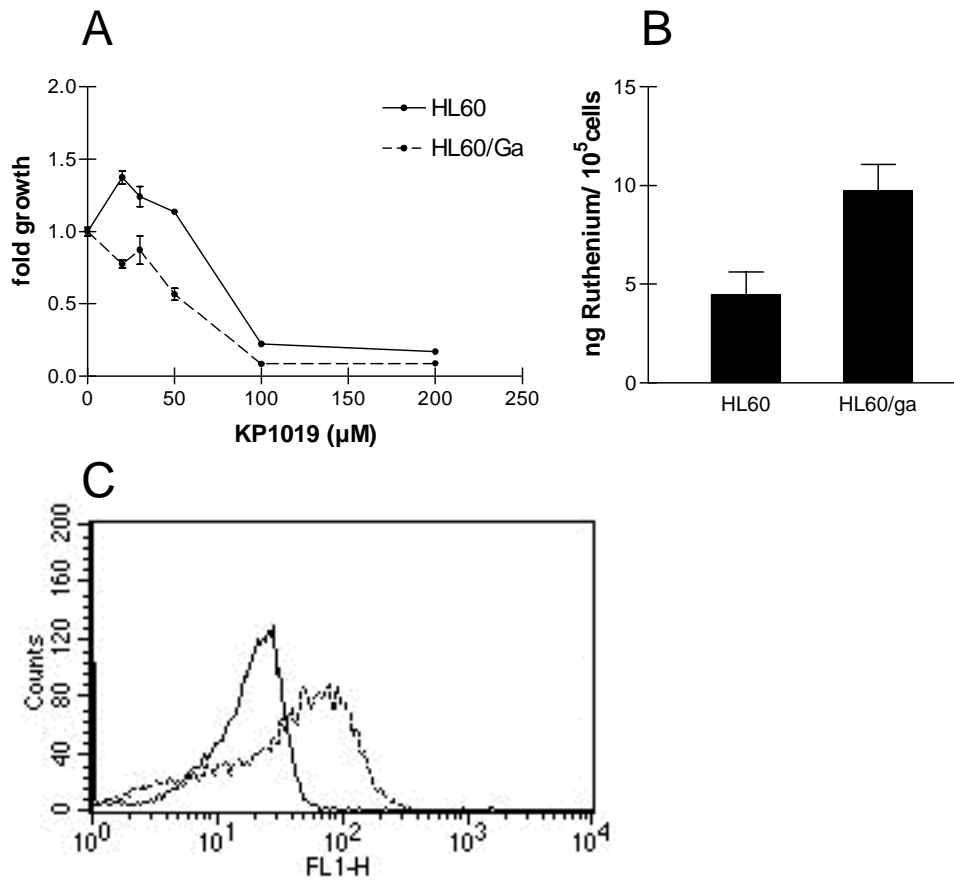 A
2.0
1.5
1.0
0.5
0.0
fold growth
0
50
100
150
200
250
KP1019 (µM)
HL60
HL60/Ga
B
15
10
5
0
ng Ruthenium/ 10⁵cells
HL60
HL60/ga
C
200
160
120
80
40
0
Counts
10⁰
10¹
10²
10³
10⁴
FL1-H